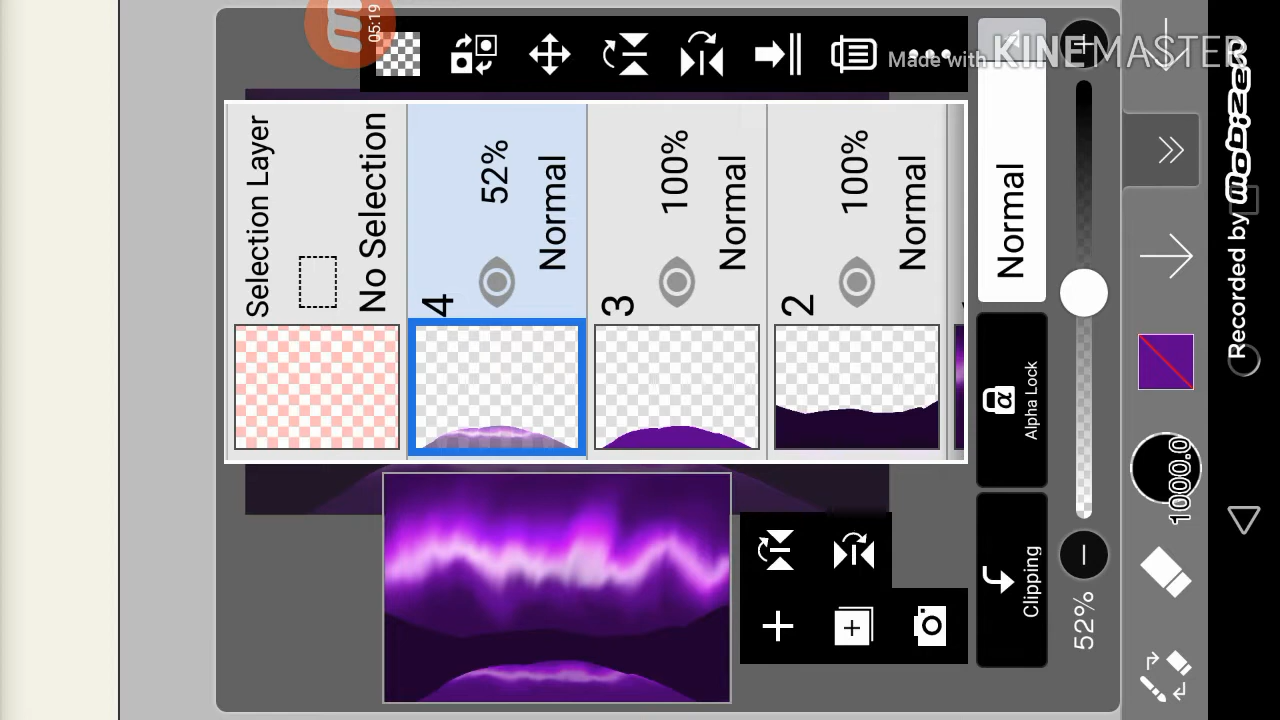 05:19
Made with KINEMASTER
Recorded by mobizen
Selection Layer
No Selection
4
52%
Normal
3
100%
Normal
2
100%
Normal
Normal
α
Alpha Lock
Clipping
52%
1000.0